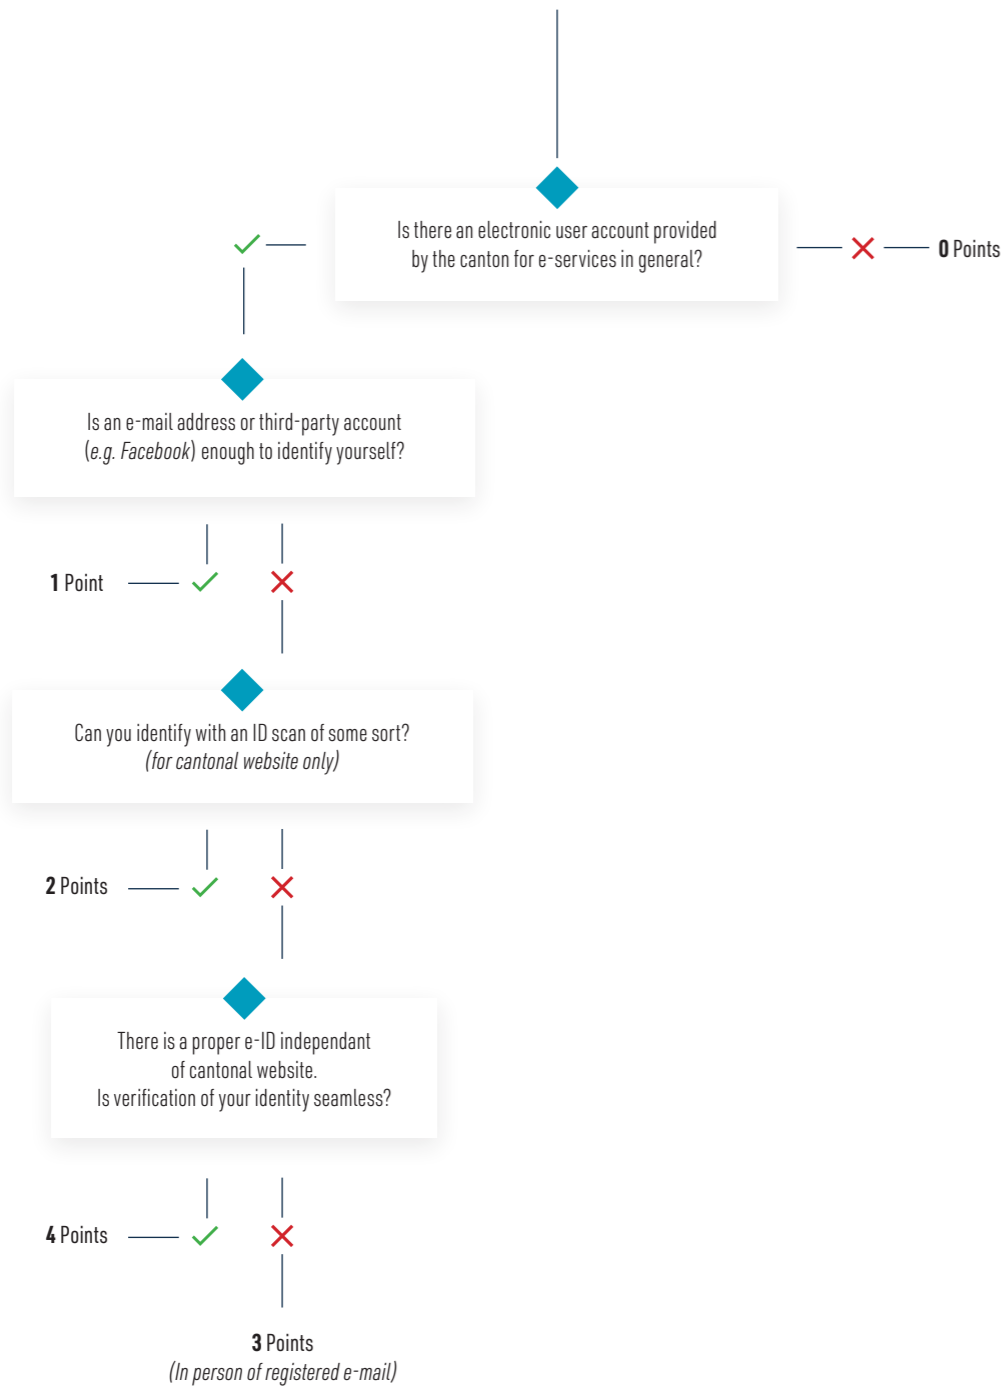 Is there an electronic user account provided
by the canton for e-services in general?
0 Points
Is an e-mail address or third-party account
(e.g. Facebook) enough to identify yourself?
1 Point
Can you identify with an ID scan of some sort?
(for cantonal website only)
2 Points
There is a proper e-ID independant
of cantonal website.
Is verification of your identity seamless?
4 Points
3 Points
(In person of registered e-mail)